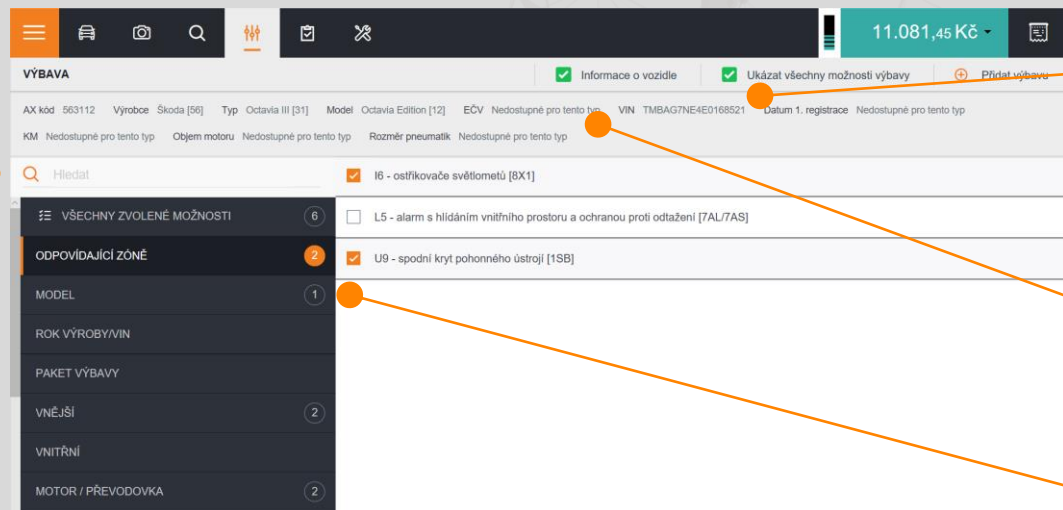 11.081,45 Kč
VÝBAVA Informace o vozidle Ukázat všechny možnosti výbavy Přidat výbavu
AX kód 563112 Výrobce Škoda [56] Typ Octavia III [31] Model Octavia Edition [12] EČV Nedostupné pro tento typ VIN TMBAG7NE4E0168521 Datum 1. registrace Nedostupné pro tento typ
KM Nedostupné pro tento typ Objem motoru Nedostupné pro tento typ Rozměr pneumatik Nedostupné pro tento typ
Hledat I6 - ostřikovače světlometů [8X1]
VŠECHNY ZVOLENÉ MOŽNOSTI 6 L5 - alarm s hlídáním vnitřního prostoru a ochranou proti odtažení [7AL/7AS]
ODPOVÍDAJÍCÍ ZÓNĚ 2 U9 - spodní kryt pohonného ústrojí [1SB]
MODEL 1
ROK VÝROBY/VIN
PAKET VÝBAVY
VNĚJŠÍ 2
VNITŘNÍ
MOTOR / PŘEVODOVKA 2